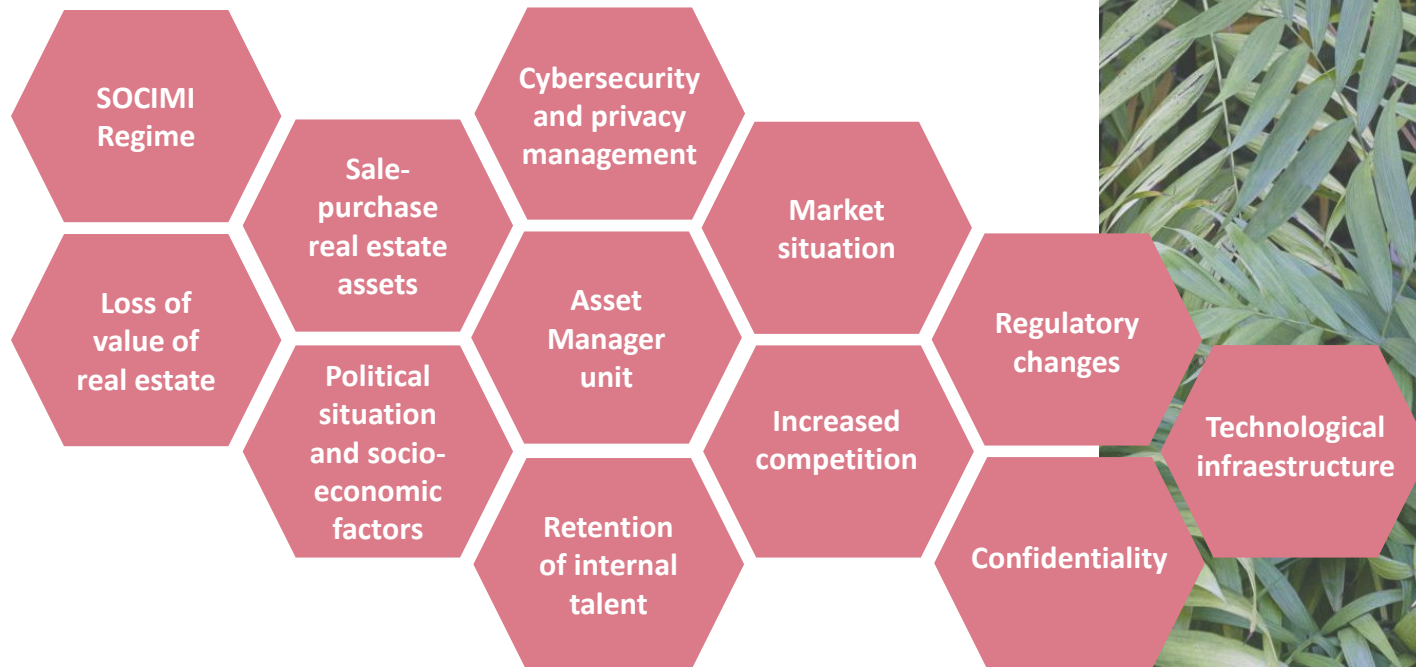 SOCIMI
Regime
Loss of
value of
real estate
Sale-
purchase
real estate
assets
Political
situation
and socio-
economic
factors
Cybersecurity
and privacy
management
Asset
Manager
unit
Retention
of internal
talent
Market
situation
Increased
competition
Regulatory
changes
Confidentiality
Technological
infraestructure